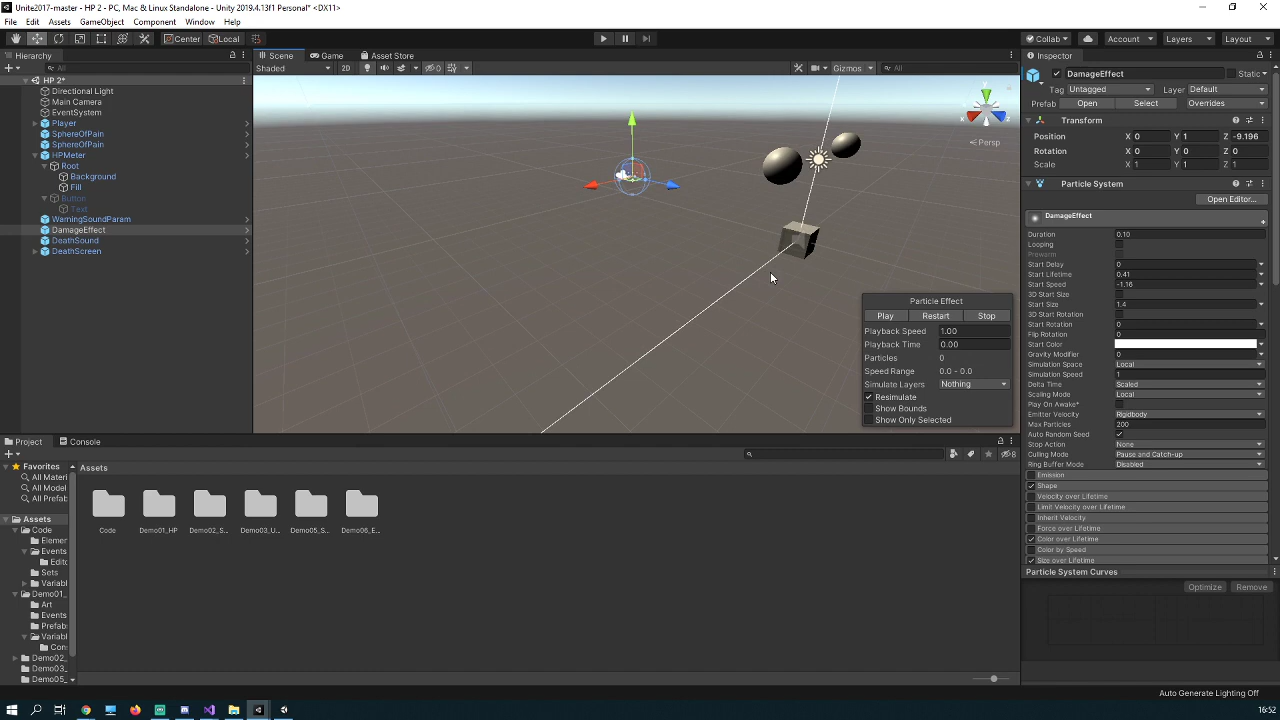 Unite2017-master - HP 2 - PC, Mac & Linux Standalone - Unity 2019.4.13f1 Personal* <DX11>
File Edit Assets GameObject Component Window Help
Center Local Collab Account Layers Layout
Hierarchy
All
HP 2*
Directional Light
Main Camera
EventSystem
Player
SphereOfPain
SphereOfPain
HPMeter
Root
Background
Fill
Button
Text
WarningSoundParam
DamageEffect
DeathSound
DeathScreen
Scene Game Asset Store
Shaded 2D 0 Gizmos All
y
x z
Persp
Particle Effect
Play Restart Stop
Playback Speed 1.00
Playback Time 0.00
Particles 0
Speed Range 0.0 - 0.0
Simulate Layers Nothing
Resimulate
Show Bounds
Show Only Selected
Inspector
DamageEffect Static
Tag Untagged Layer Default
Prefab Open Select Overrides
Transform
Position X 0 Y 1 Z -9.196
Rotation X 0 Y 0 Z 0
Scale X 1 Y 1 Z 1
Particle System
Open Editor...
DamageEffect
Duration 0.10
Looping
Prewarm
Start Delay 0
Start Lifetime 0.41
Start Speed -1.16
3D Start Size
Start Size 1.4
3D Start Rotation
Start Rotation 0
Flip Rotation 0
Start Color
Gravity Modifier 0
Simulation Space Local
Simulation Speed 1
Delta Time Scaled
Scaling Mode Local
Play On Awake*
Emitter Velocity Rigidbody
Max Particles 200
Auto Random Seed
Stop Action None
Culling Mode Pause and Catch-up
Ring Buffer Mode Disabled
Emission
Shape
Velocity over Lifetime
Limit Velocity over Lifetime
Inherit Velocity
Force over Lifetime
Color over Lifetime
Color by Speed
Size over Lifetime
Particle System Curves
Optimize Remove
Project Console
8
Favorites
All Materi
All Model
All Prefab
Assets
Code
Elemer
Events
Edito
Sets
Variabl
Demo01_
Art
Events
Prefab
Variabl
Con
Demo02_
Demo03_
Demo05_
Assets
Code Demo01_HP Demo02_S... Demo03_U... Demo05_S... Demo06_E...
Auto Generate Lighting Off
16:52